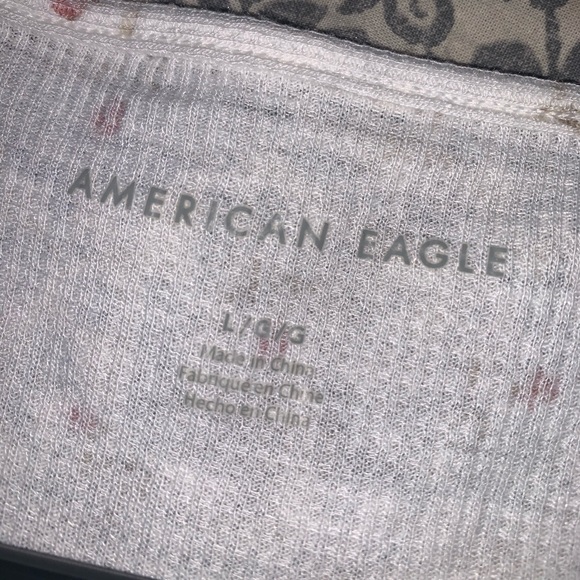 AMERICAN EAGLE
L/G/G
Made in China
Fabriqué en Chine
Hecho en China